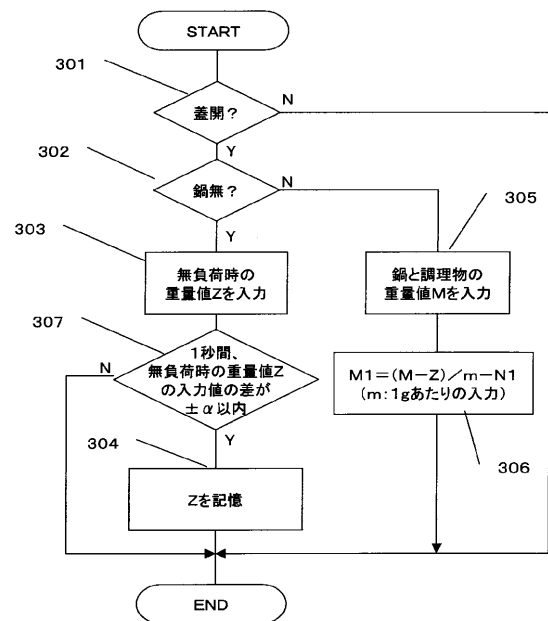 START
301
蓋開?
N
Y
302
鍋無?
N
Y
303
無負荷時の
重量値Zを入力
305
鍋と調理物の
重量値Mを入力
307
1秒間、
無負荷時の重量値Z
の入力値の差が
±α以内
N
Y
M1=(M-Z)/m-N1
(m:1gあたりの入力)
306
304
Zを記憶
END